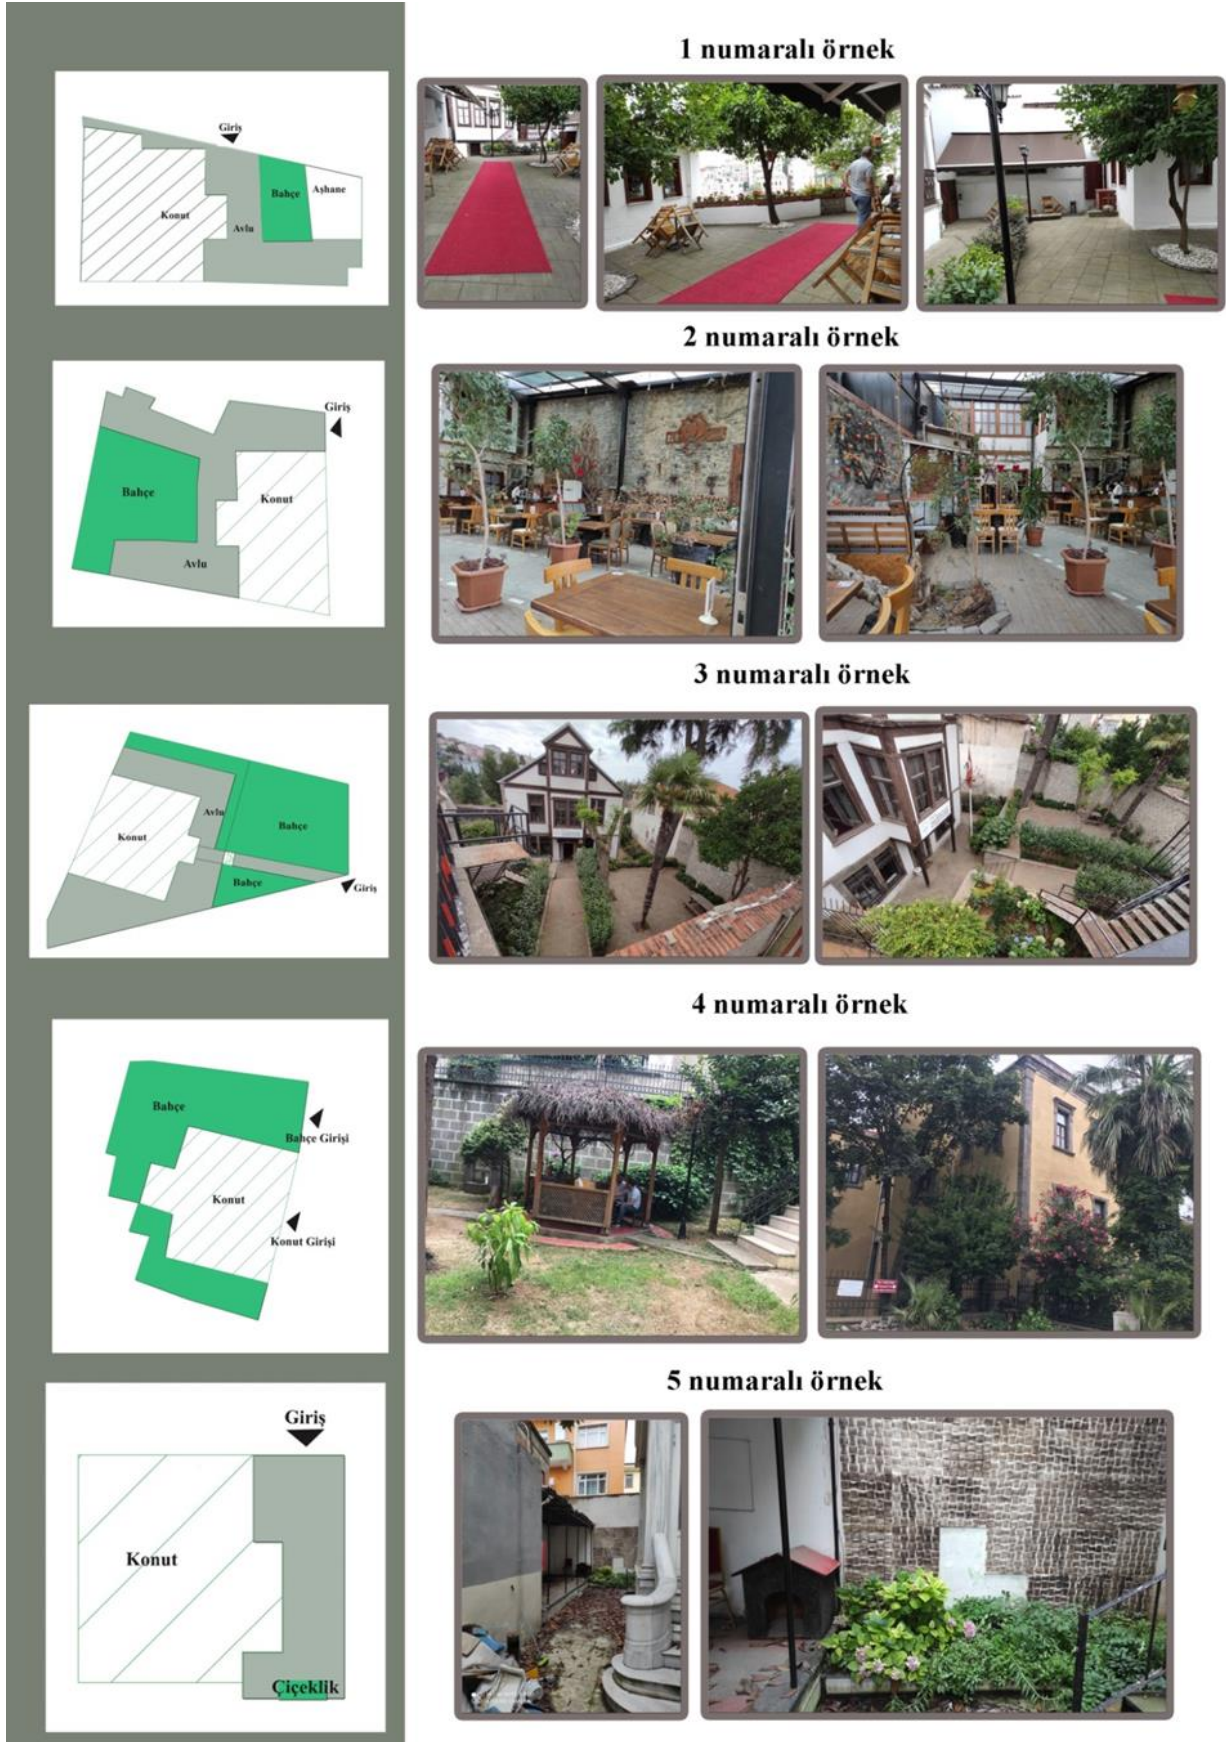 1 numaralı örnek
Giriş
Bahçe
Aşhane
Konut
Avlu
2 numaralı örnek
Giriş
Bahçe
Konut
Avlu
3 numaralı örnek
Avlu
Konut
Bahçe
Bahçe
Giriş
4 numaralı örnek
Bahçe
Bahçe Girişi
Konut
Konut Girişi
5 numaralı örnek
Giriş
Konut
Çiçeklik